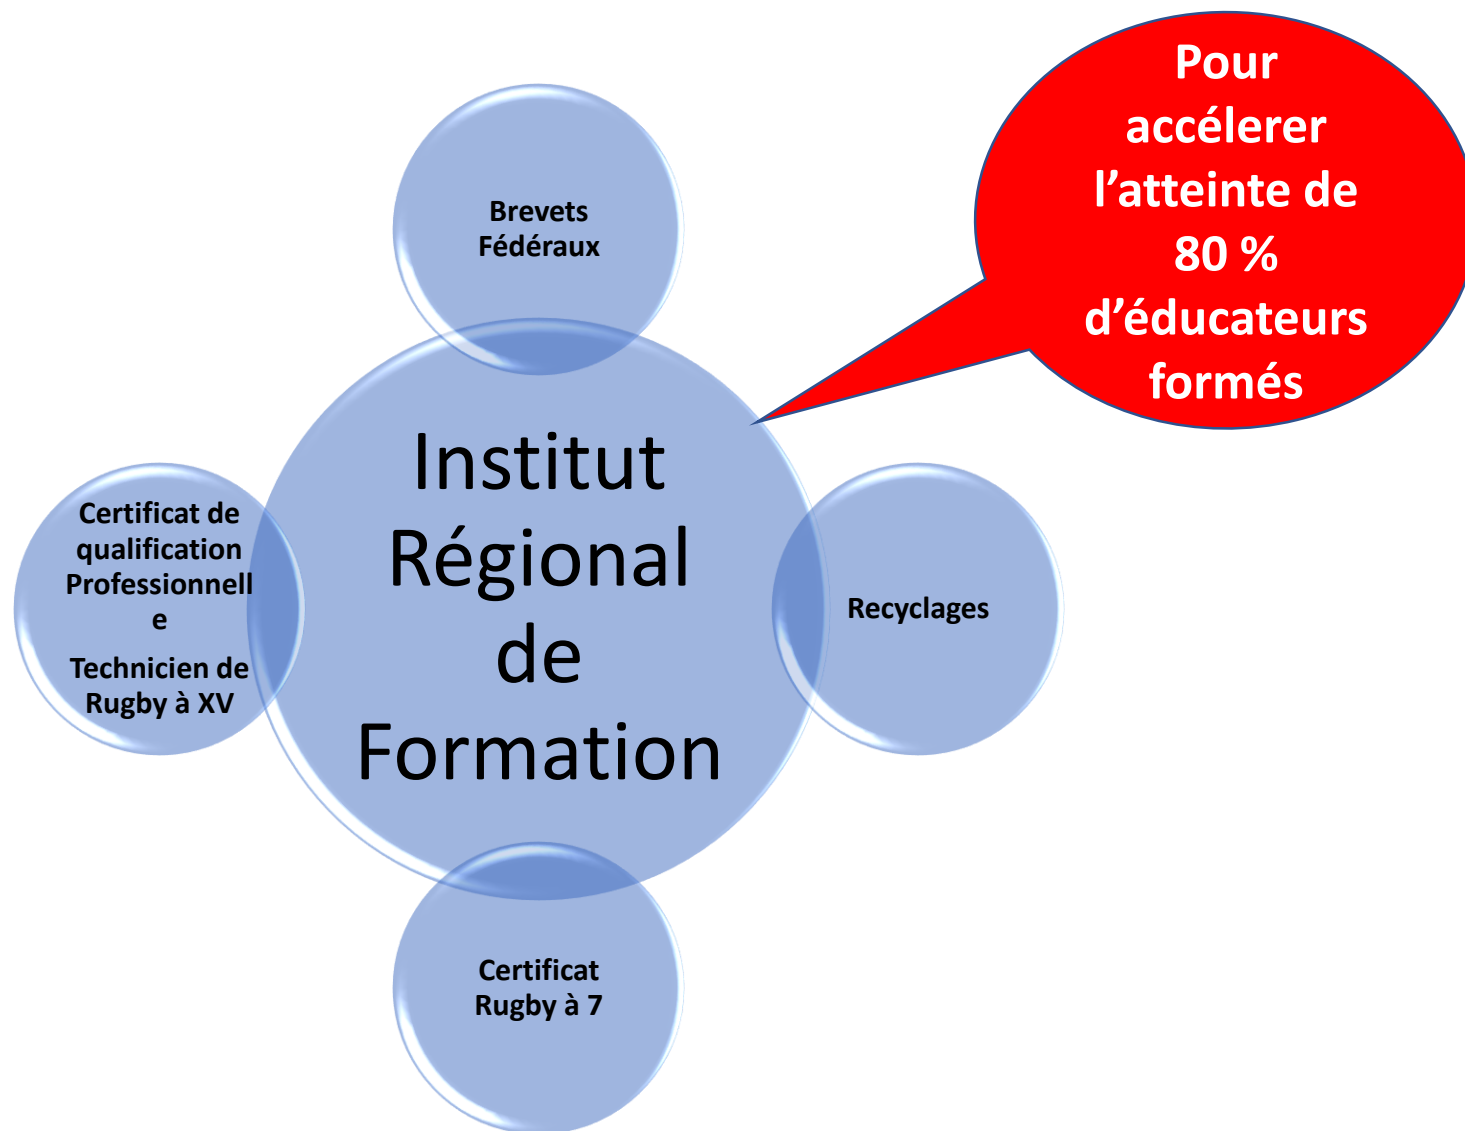 Pour
accélerer
l’atteinte de
80 %
d’éducateurs
formés
Brevets
Fédéraux
Institut
Régional
de
Formation
Certificat de
qualification
Professionnell
e
Technicien de
Rugby à XV
Recyclages
Certificat
Rugby à 7